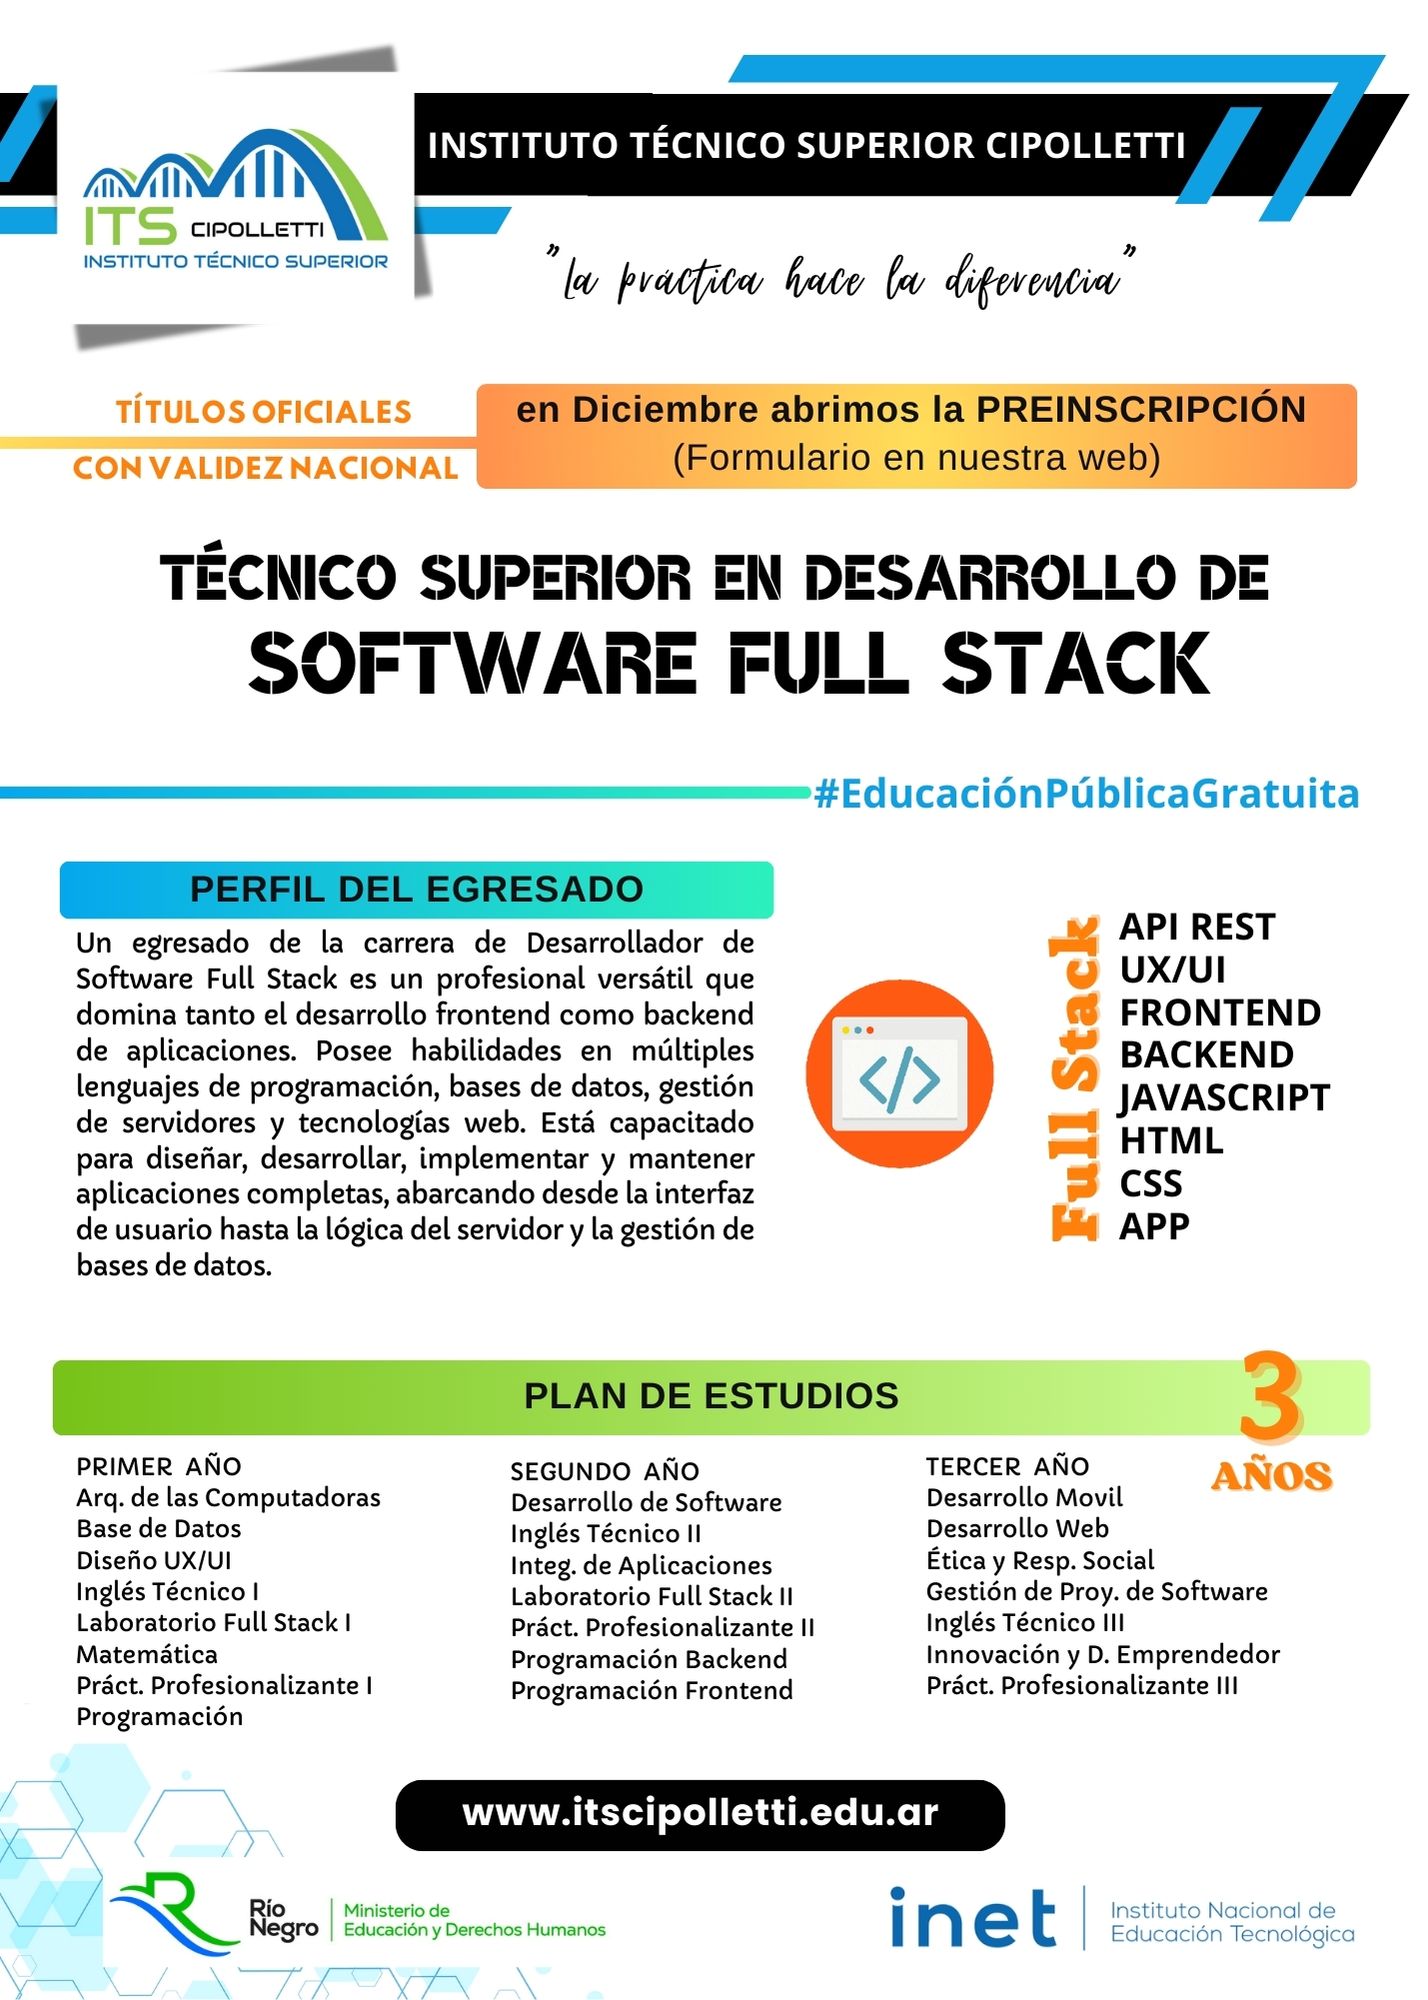 INSTITUTO TÉCNICO SUPERIOR CIPOLLETTI
ITS CIPOLLETTI
INSTITUTO TÉCNICO SUPERIOR
"La práctica hace la diferencia"
TÍTULOS OFICIALES
CON VALIDEZ NACIONAL
en Diciembre abrimos la PREINSCRIPCIÓN
(Formulario en nuestra web)
TÉCNICO SUPERIOR EN DESARROLLO DE
SOFTWARE FULL STACK
#EducaciónPúblicaGratuita
PERFIL DEL EGRESADO
Un egresado de la carrera de Desarrollador de
Software Full Stack es un profesional versátil que
domina tanto el desarrollo frontend como backend
de aplicaciones. Posee habilidades en múltiples
lenguajes de programación, bases de datos, gestión
de servidores y tecnologías web. Está capacitado
para diseñar, desarrollar, implementar y mantener
aplicaciones completas, abarcando desde la interfaz
de usuario hasta la lógica del servidor y la gestión de
bases de datos.
</>
Full Stack
API REST
UX/UI
FRONTEND
BACKEND
JAVASCRIPT
HTML
CSS
APP
PLAN DE ESTUDIOS
3
AÑOS
PRIMER AÑO
Arq. de las Computadoras
Base de Datos
Diseño UX/UI
Inglés Técnico I
Laboratorio Full Stack I
Matemática
Práct. Profesionalizante I
Programación
SEGUNDO AÑO
Desarrollo de Software
Inglés Técnico II
Integ. de Aplicaciones
Laboratorio Full Stack II
Práct. Profesionalizante II
Programación Backend
Programación Frontend
TERCER AÑO
Desarrollo Movil
Desarrollo Web
Ética y Resp. Social
Gestión de Proy. de Software
Inglés Técnico III
Innovación y D. Emprendedor
Práct. Profesionalizante III
www.itscipolletti.edu.ar
Río
Negro
Ministerio de
Educación y Derechos Humanos
inet
Instituto Nacional de
Educación Tecnológica